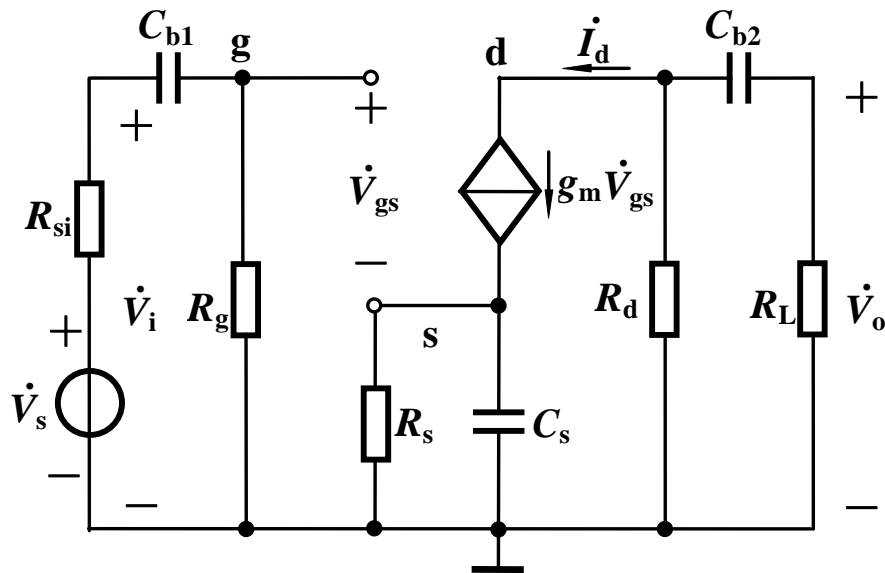 C_b1 g d İ_d C_b2
+ + +
R_si V̇_gs g_m V̇_gs
+ V̇_i R_g − R_d R_L V̇_o
s
V̇_s R_s C_s
− − −